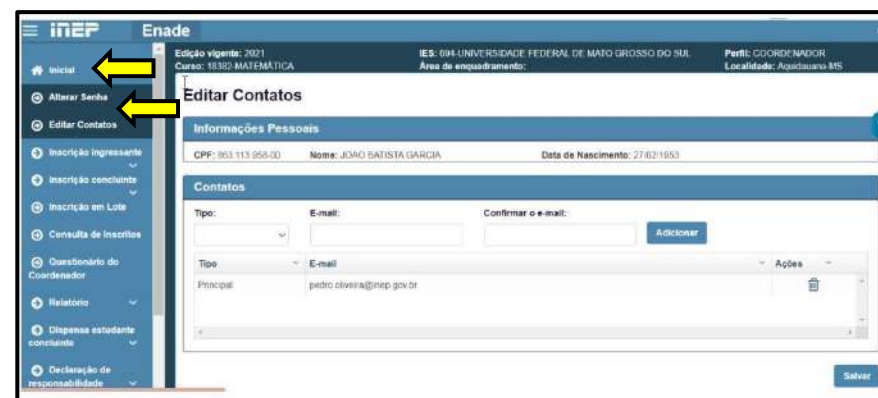 inep Enade
Edição vigente: 2021 IES: 694-UNIVERSIDADE FEDERAL DE MATO GROSSO DO SUL Perfil: COORDENADOR
Curso: 18382-MATEMÁTICA Área de enquadramento: Localidade: Aquidauana-MS
Inicial
Alterar Senha
Editar Contatos
Inscrição ingressante
Inscrição concluinte
Inscrição em Lote
Consulta de Inscritos
Questionário do
Coordenador
Relatório
Dispensa estudante
concluinte
Declaração de
responsabilidade
Editar Contatos
Informações Pessoais
CPF: 863.113.958-00 Nome: JOAO BATISTA GARCIA Data de Nascimento: 27/02/1953
Contatos
Tipo: E-mail: Confirmar o e-mail:
Adicionar
Tipo E-mail Ações
Principal pedro.oliveira@inep.gov.br
Salvar